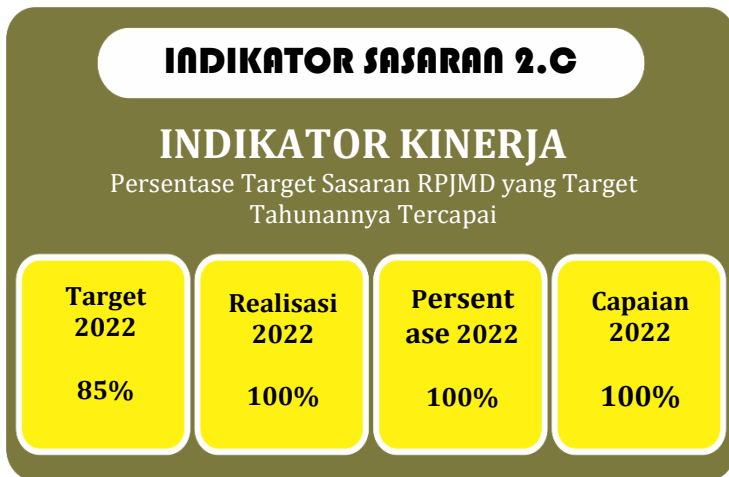 INDIKATOR SASARAN 2.C
INDIKATOR KINERJA
Persentase Target Sasaran RPJMD yang Target
Tahunannya Tercapai
Target
2022
85%
Realisasi
2022
100%
Persent
ase 2022
100%
Capaian
2022
100%